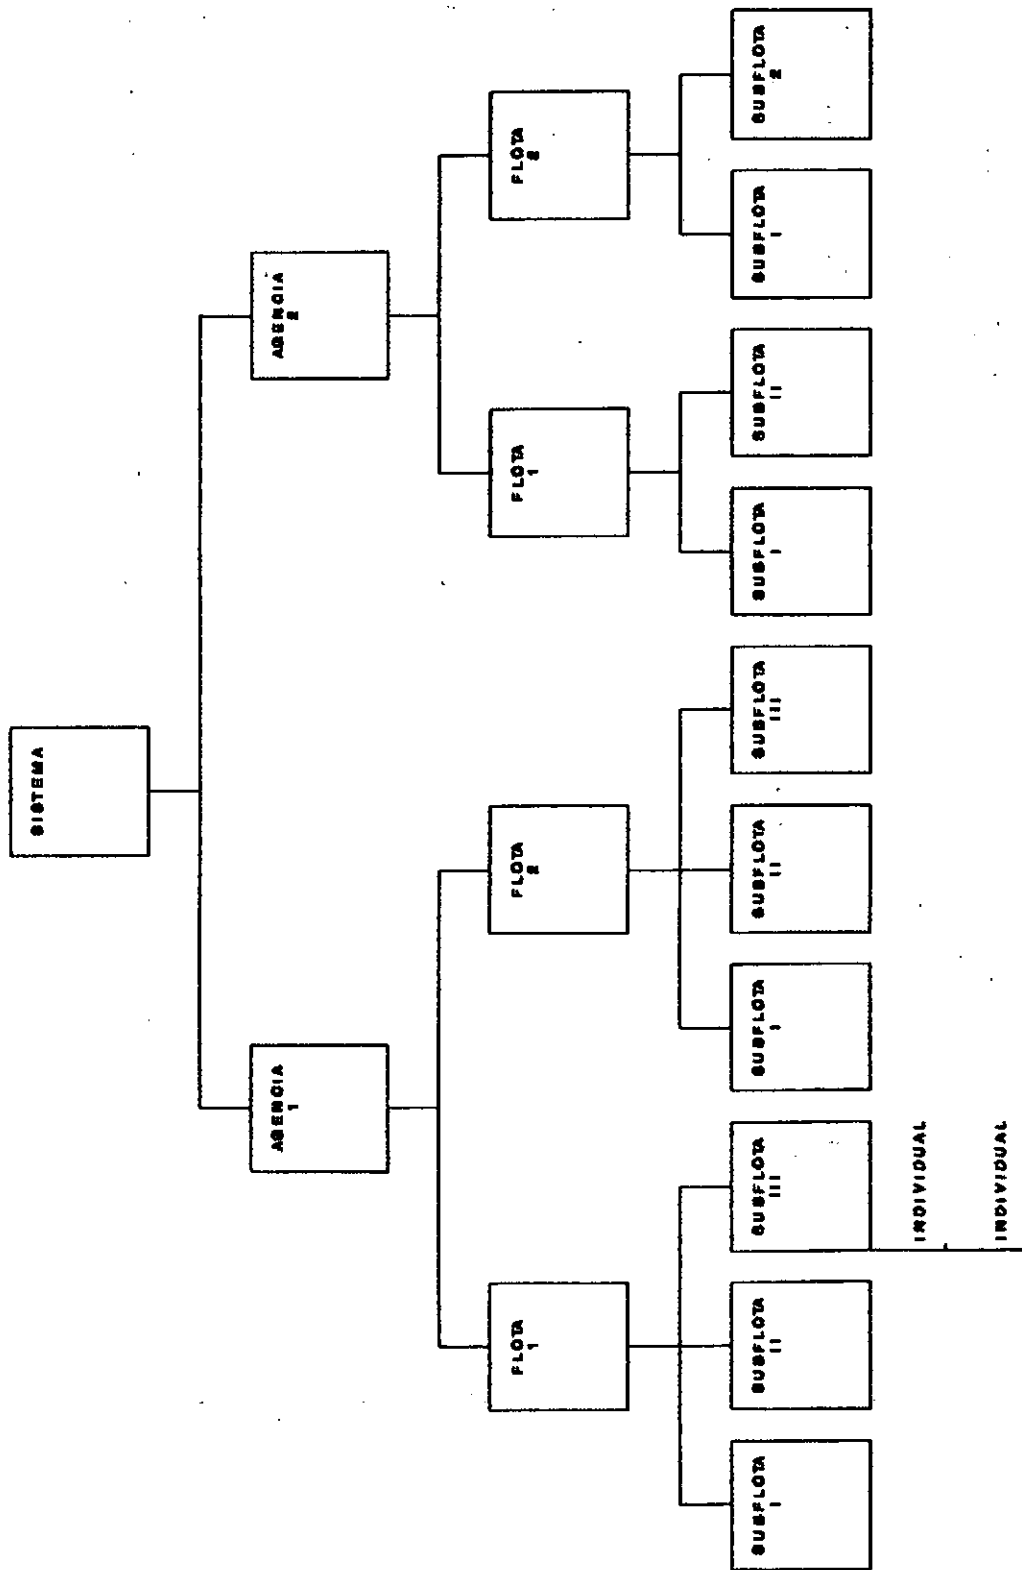 SISTEMA
AGENCIA
1
AGENCIA
2
FLOTA
1
FLOTA
2
FLOTA
1
FLOTA
2
SUBFLOTA
I
SUBFLOTA
II
SUBFLOTA
III
SUBFLOTA
I
SUBFLOTA
II
SUBFLOTA
III
SUBFLOTA
I
SUBFLOTA
II
SUBFLOTA
I
SUBFLOTA
2
INDIVIDUAL
INDIVIDUAL